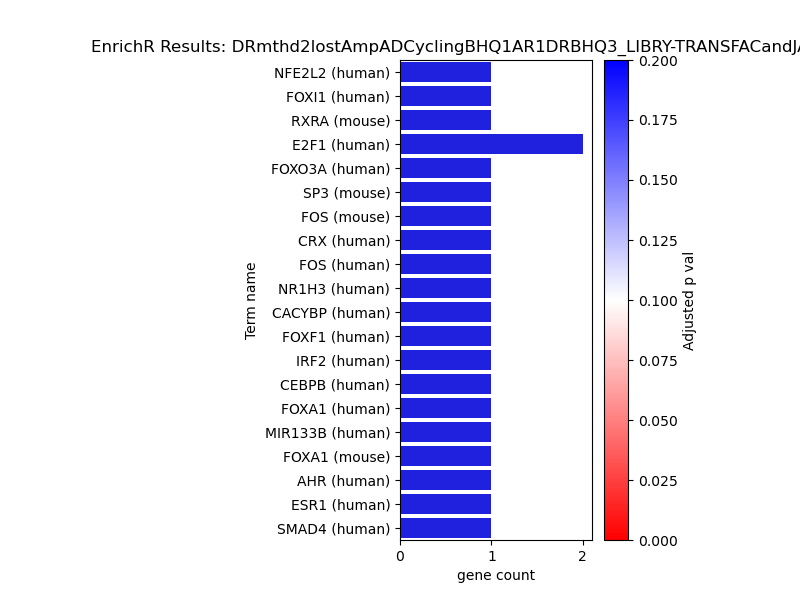 EnrichR Results: DRmthd2lostAmpADCyclingBHQ1AR1DRBHQ3_LIBRY-TRANSFACandJA
NFE2L2 (human)
FOXI1 (human)
RXRA (mouse)
E2F1 (human)
FOXO3A (human)
SP3 (mouse)
FOS (mouse)
CRX (human)
FOS (human)
NR1H3 (human)
CACYBP (human)
FOXF1 (human)
IRF2 (human)
CEBPB (human)
FOXA1 (human)
MIR133B (human)
FOXA1 (mouse)
AHR (human)
ESR1 (human)
SMAD4 (human)
Term name
0 1 2
gene count
0.200
0.175
0.150
0.125
0.100
0.075
0.050
0.025
0.000
Adjusted p val